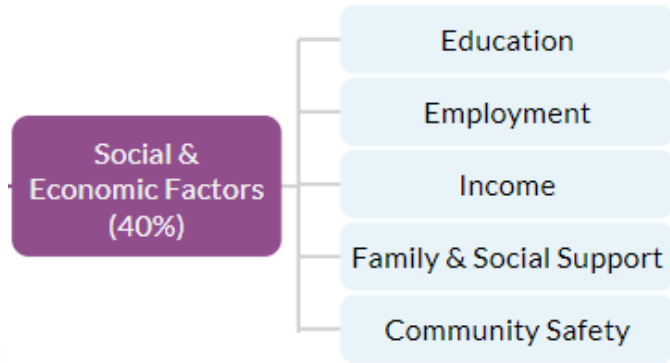 Social &
Economic Factors
(40%)
Education
Employment
Income
Family & Social Support
Community Safety